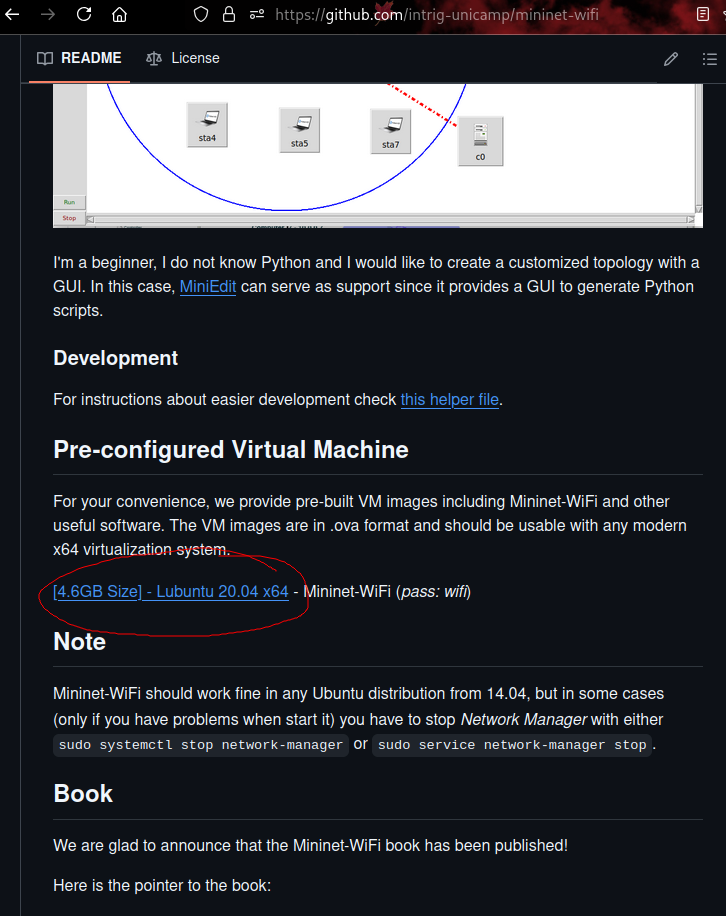 https://github.com/intrig-unicamp/mininet-wifi
README
License
sta4
sta5
sta7
c0
Run
Stop
I'm a beginner, I do not know Python and I would like to create a customized topology with a
GUI. In this case, MiniEdit can serve as support since it provides a GUI to generate Python
scripts.
Development
For instructions about easier development check this helper file.
Pre-configured Virtual Machine
For your convenience, we provide pre-built VM images including Mininet-WiFi and other
useful software. The VM images are in .ova format and should be usable with any modern
x64 virtualization system.
[4.6GB Size] - Lubuntu 20.04 x64 - Mininet-WiFi (pass: wifi)
Note
Mininet-WiFi should work fine in any Ubuntu distribution from 14.04, but in some cases
(only if you have problems when start it) you have to stop Network Manager with either
sudo systemctl stop network-manager or sudo service network-manager stop.
Book
We are glad to announce that the Mininet-WiFi book has been published!
Here is the pointer to the book: